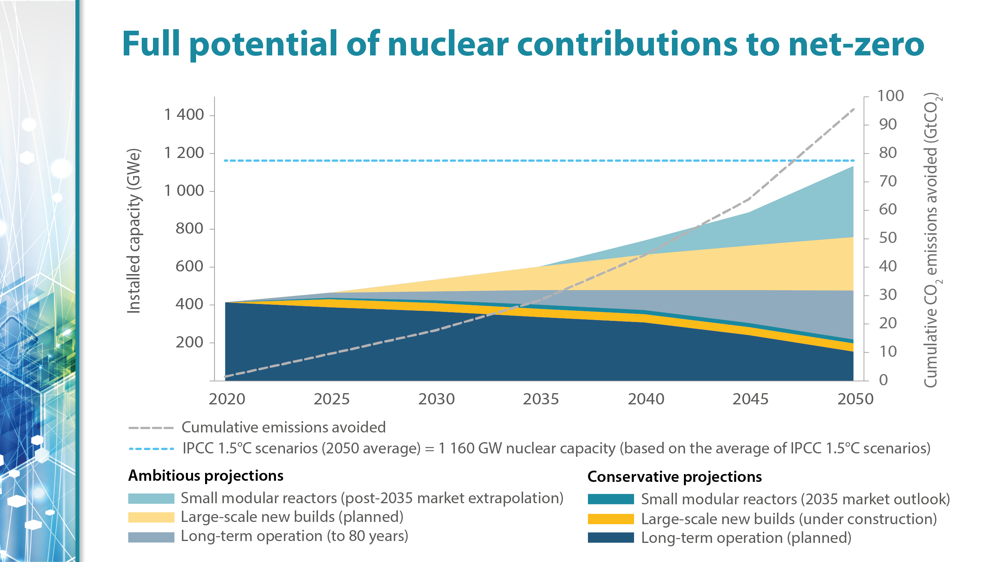 Full potential of nuclear contributions to net-zero
Installed capacity (GWe)
1 400
1 200
1 000
800
600
400
200
100
90
80
70
60
50
40
30
20
10
0
Cumulative CO₂ emissions avoided (GtCO₂)
2020 2025 2030 2035 2040 2045 2050
Cumulative emissions avoided
IPCC 1.5°C scenarios (2050 average) = 1 160 GW nuclear capacity (based on the average of IPCC 1.5°C scenarios)
Ambitious projections
Small modular reactors (post-2035 market extrapolation)
Large-scale new builds (planned)
Long-term operation (to 80 years)
Conservative projections
Small modular reactors (2035 market outlook)
Large-scale new builds (under construction)
Long-term operation (planned)